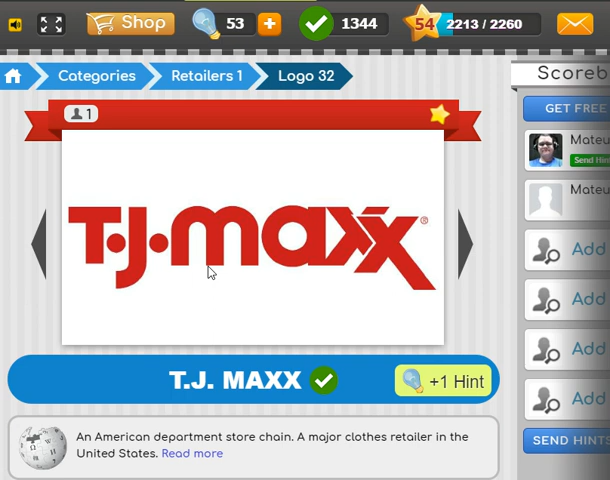 Shop
53
1344
54
2213 / 2260
Categories
Retailers 1
Logo 32
Scoreb
1
GET FREE
Mateu
Send Hin
Mateu
T.J.maxx®
Add
Add
Add
Add
T.J. MAXX
+1 Hint
An American department store chain. A major clothes retailer in the
United States. Read more
SEND HINTS